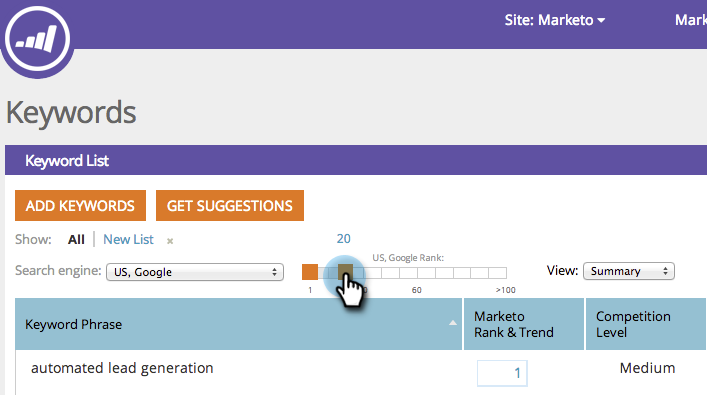 Site: Marketo
Mark
Keywords
Keyword List
ADD KEYWORDS
GET SUGGESTIONS
Show: All New List ×
20
Search engine: US, Google
US, Google Rank:
View: Summary
1 60 >100
Keyword Phrase
Marketo
Rank & Trend
Competition
Level
automated lead generation
1
Medium